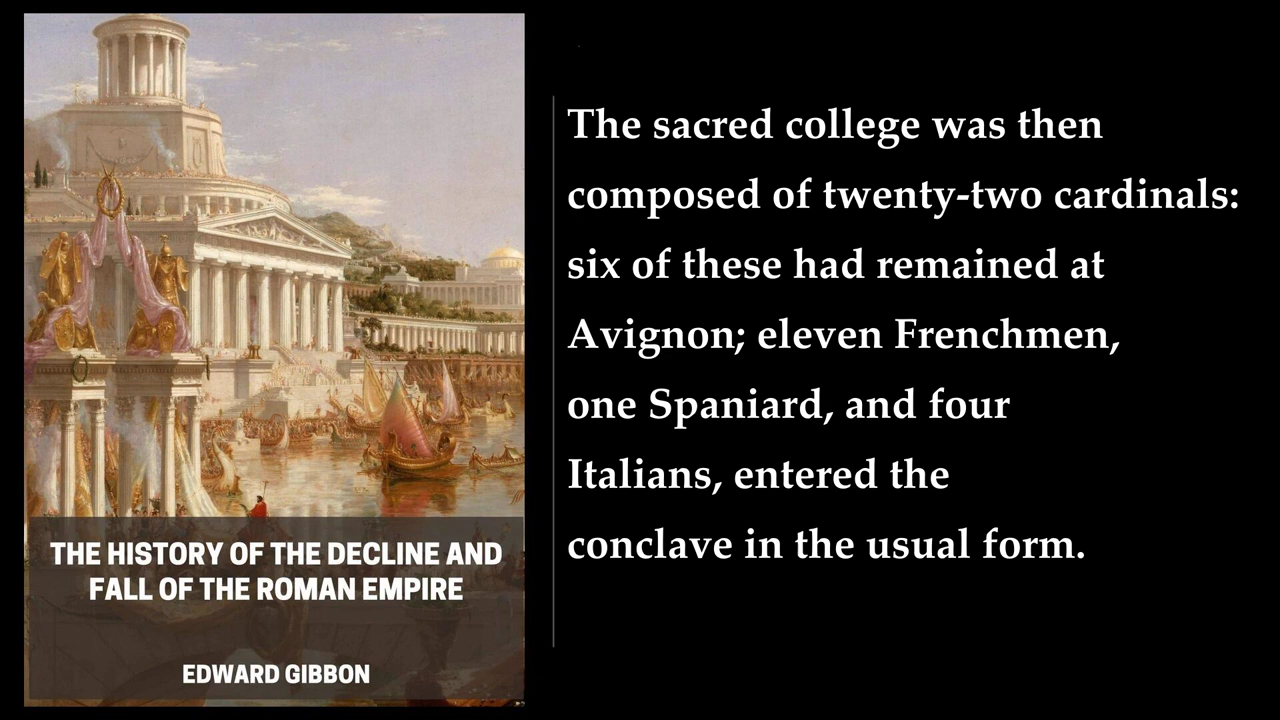 THE HISTORY OF THE DECLINE AND
FALL OF THE ROMAN EMPIRE
EDWARD GIBBON
The sacred college was then
composed of twenty-two cardinals:
six of these had remained at
Avignon; eleven Frenchmen,
one Spaniard, and four
Italians, entered the
conclave in the usual form.